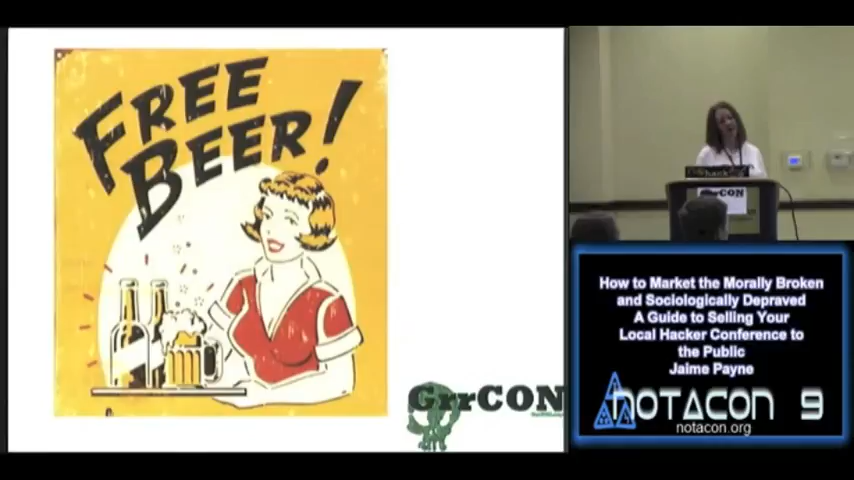 FREE
BEER!
GrrCON
GrrCON
How to Market the Morally Broken
and Sociologically Depraved
A Guide to Selling Your
Local Hacker Conference to
the Public
Jaime Payne
NOTACON 9
notacon.org